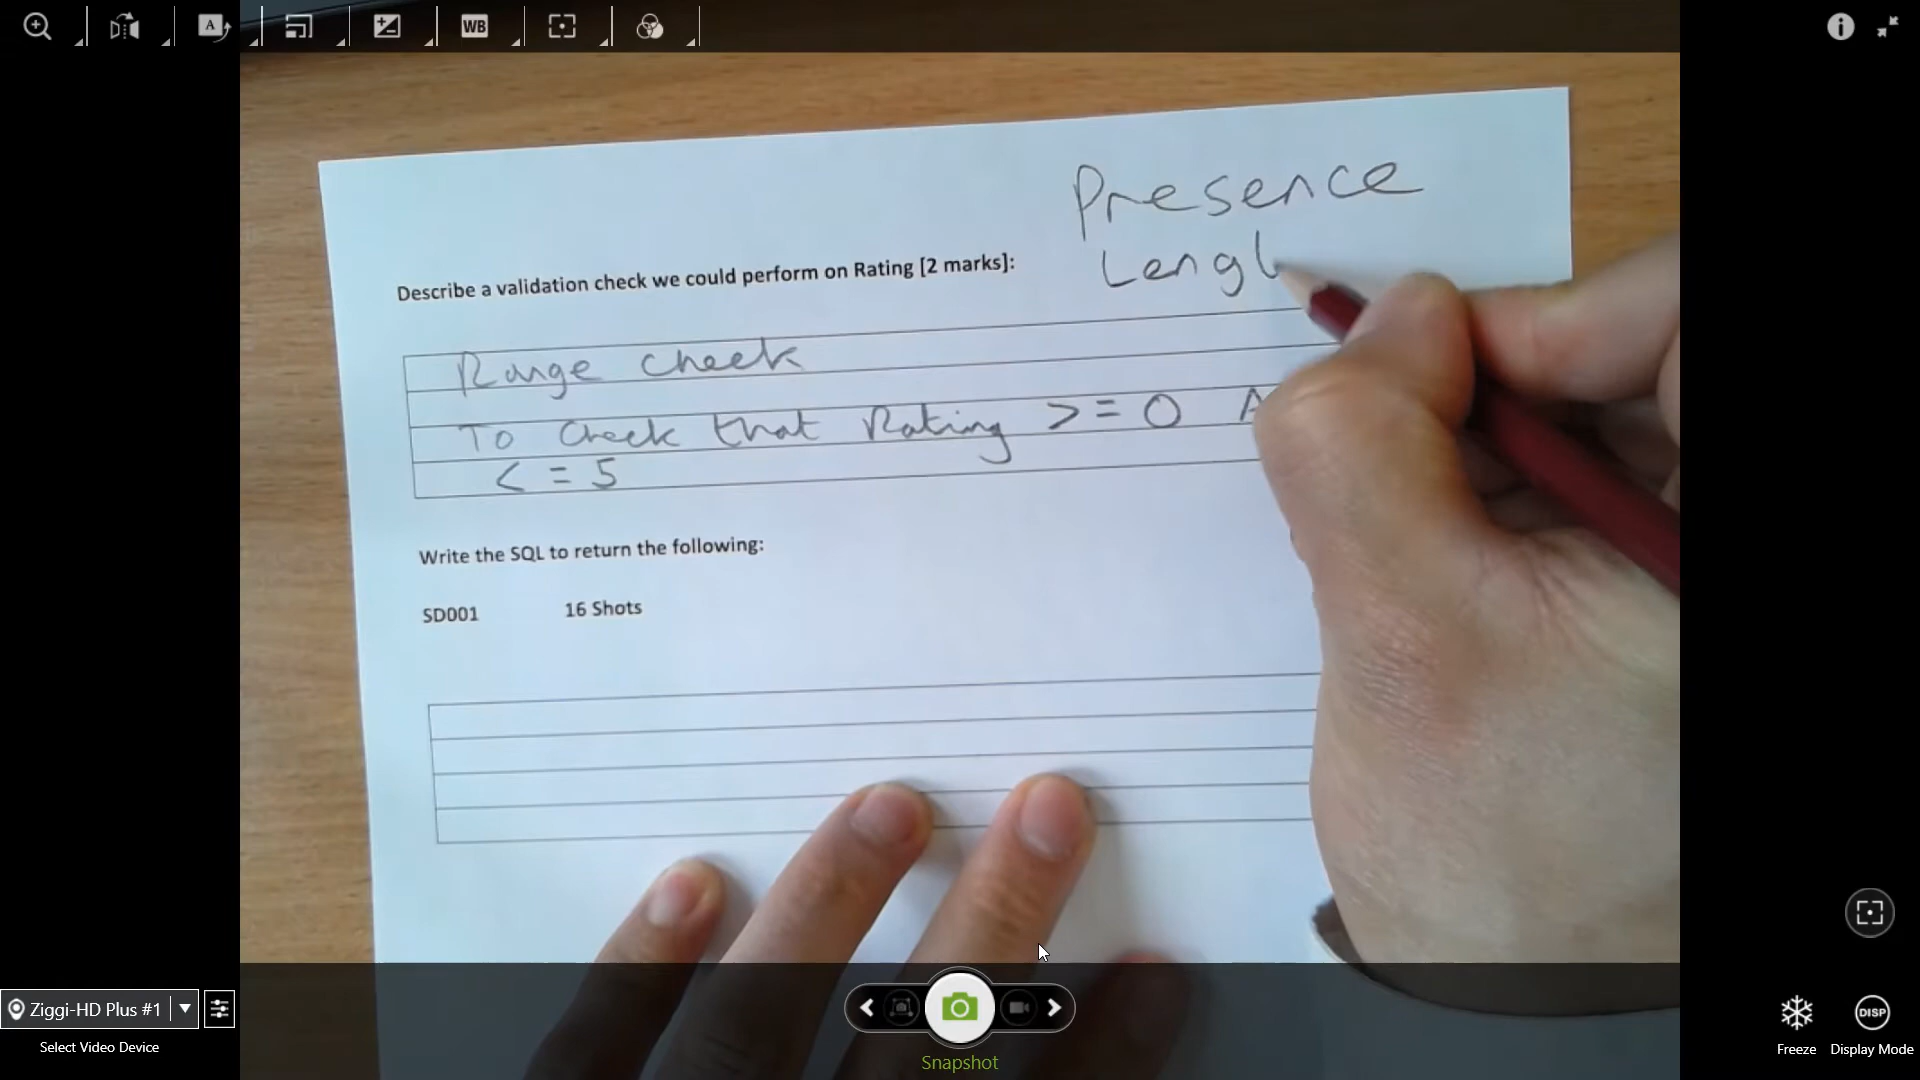 WB
Presence
Leng
Describe a validation check we could perform on Rating [2 marks]:
Range check
To check that Rating >= 0 A
< = 5
Write the SQL to return the following:
SD001 16 Shots
Ziggi-HD Plus #1
Select Video Device
Snapshot
DISP
Freeze Display Mode